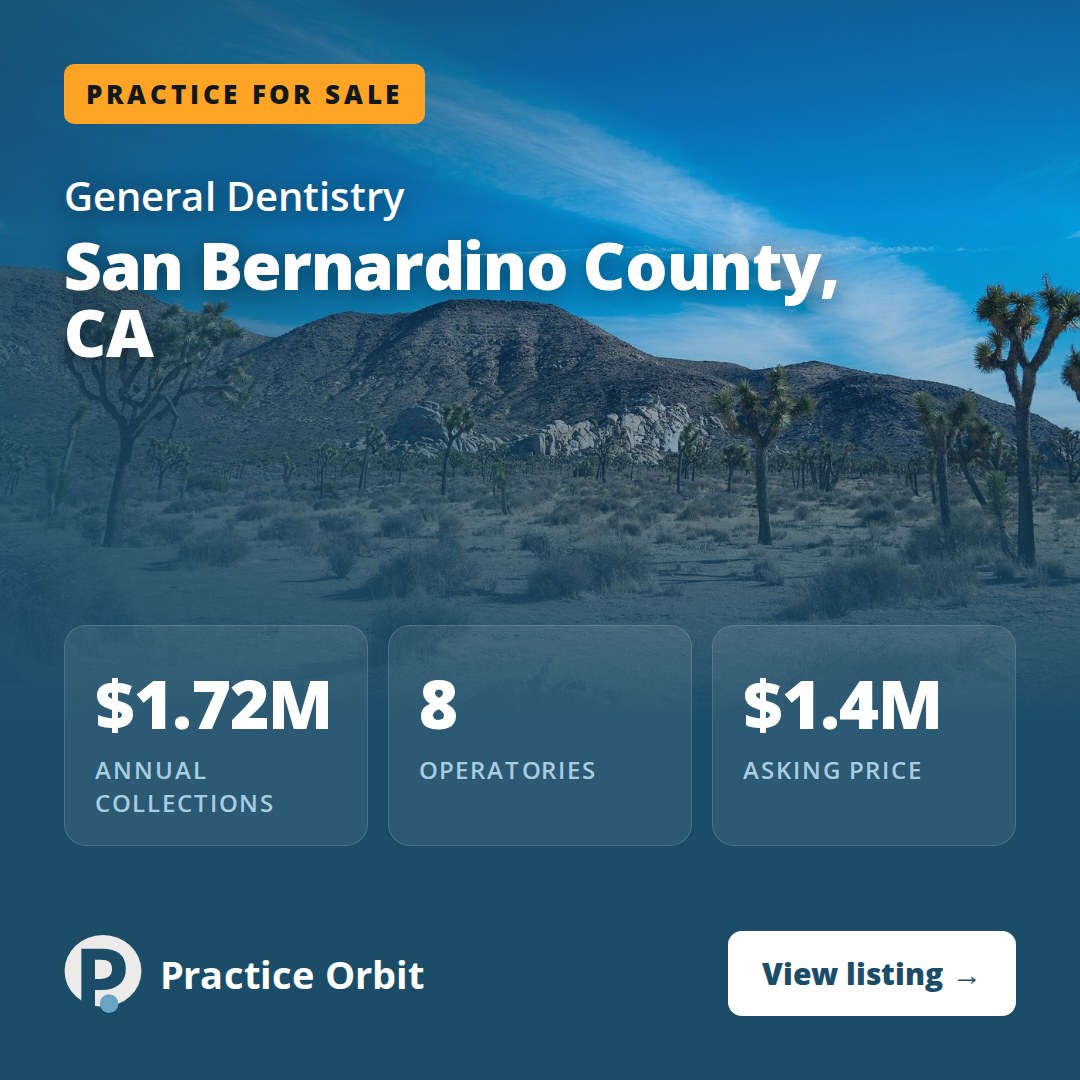 PRACTICE FOR SALE
General Dentistry
San Bernardino County,
CA
$1.72M
ANNUAL
COLLECTIONS
8
OPERATORIES
$1.4M
ASKING PRICE
P
Practice Orbit
View listing →